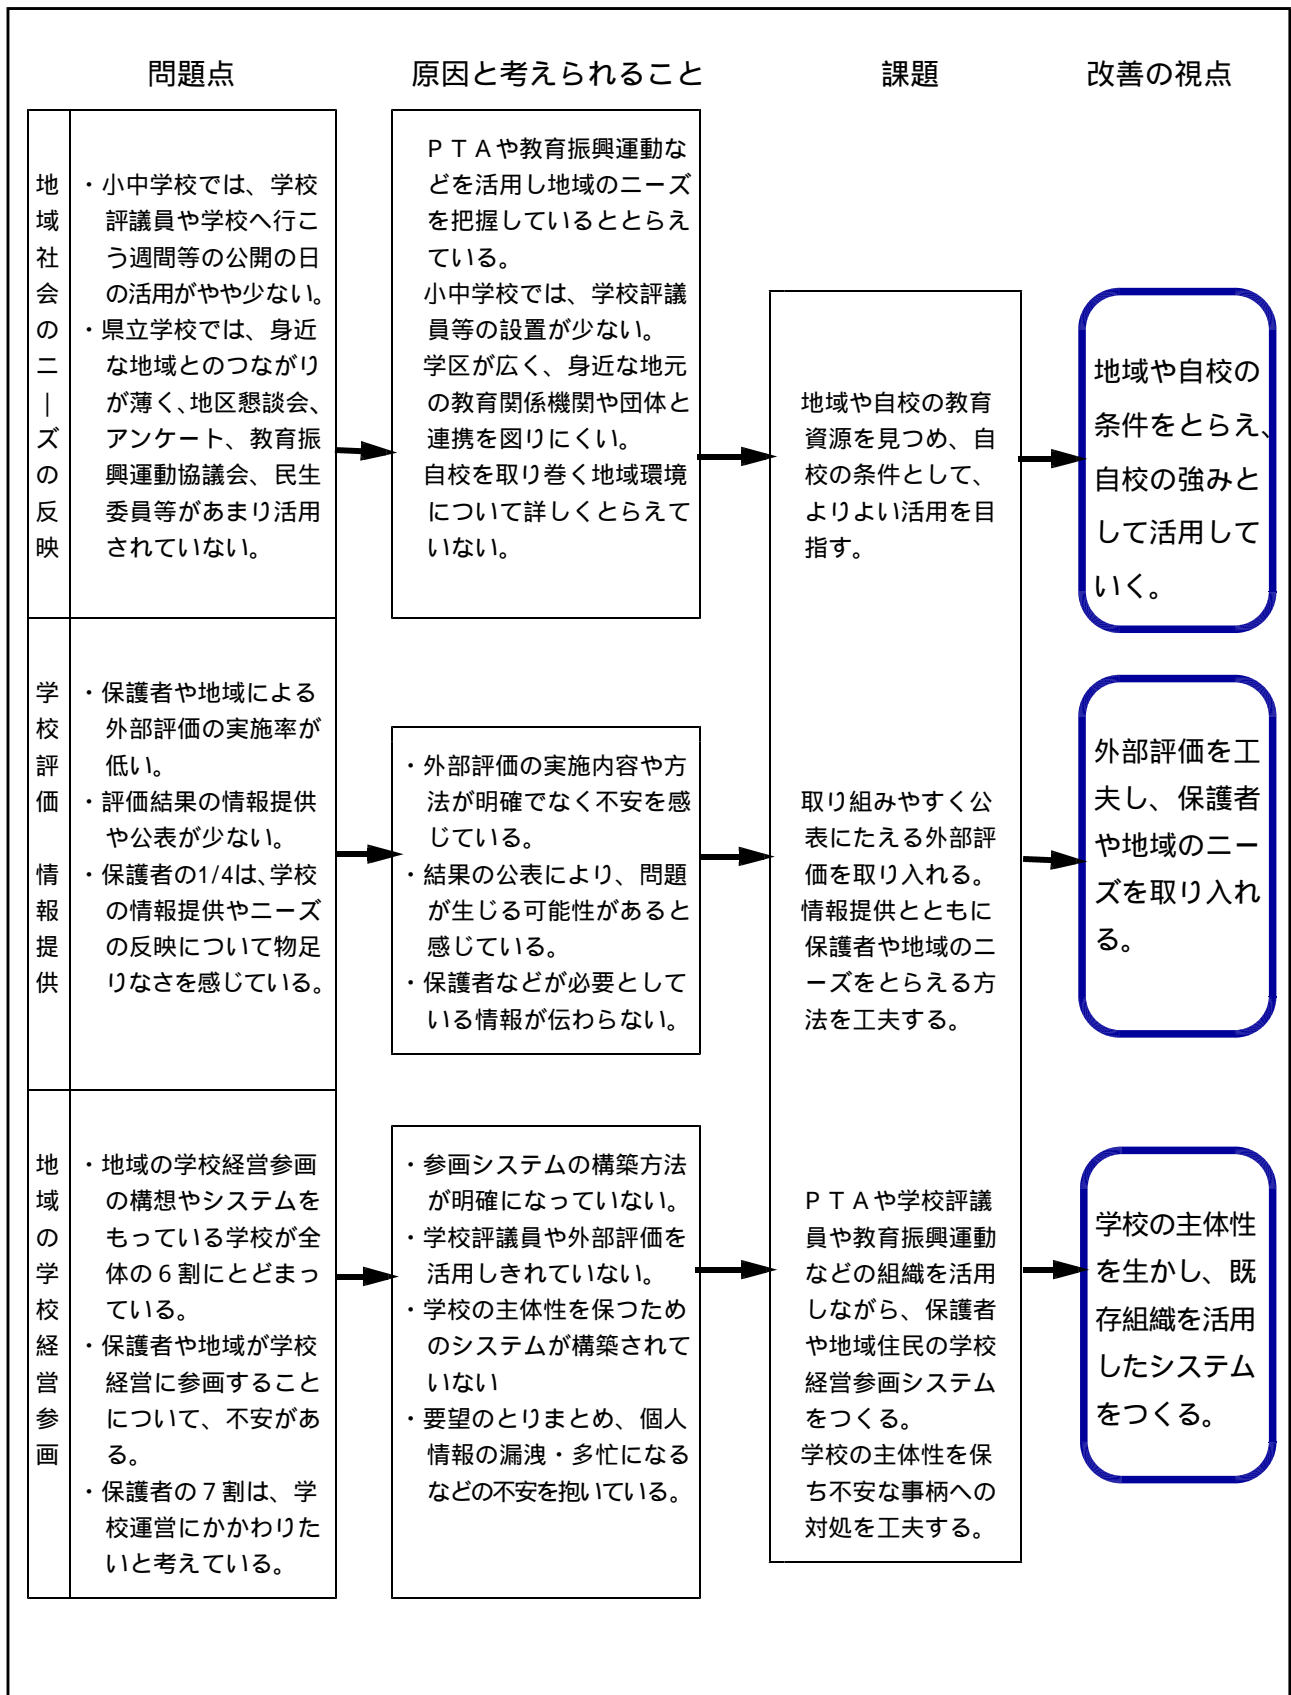 問題点
原因と考えられること
課題
改善の視点
地域社会のニ｜ズの反映
・小中学校では、学校
評議員や学校へ行こ
う週間等の公開の日
の活用がやや少ない。
・県立学校では、身近
な地域とのつながり
が薄く、地区懇談会、
アンケート、教育振
興運動協議会、民生
委員等があまり活用
されていない。
ＰＴＡや教育振興運動な
どを活用し地域のニーズ
を把握しているととらえ
ている。
小中学校では、学校評議
員等の設置が少ない。
学区が広く、身近な地元
の教育関係機関や団体と
連携を図りにくい。
自校を取り巻く地域環境
について詳しくとらえて
いない。
地域や自校の教育
資源を見つめ、自
校の条件として、
よりよい活用を目
指す。
地域や自校の
条件をとらえ、
自校の強みと
して活用して
いく。
学校評価　情報提供
・保護者や地域による
外部評価の実施率が
低い。
・評価結果の情報提供
や公表が少ない。
・保護者の1/4は、学校
の情報提供やニーズ
の反映について物足
りなさを感じている。
・外部評価の実施内容や方
法が明確でなく不安を感
じている。
・結果の公表により、問題
が生じる可能性があると
感じている。
・保護者などが必要として
いる情報が伝わらない。
取り組みやすく公
表にたえる外部評
価を取り入れる。
情報提供とともに
保護者や地域のニ
ーズをとらえる方
法を工夫する。
外部評価を工
夫し、保護者
や地域のニー
ズを取り入れ
る。
地域の学校経営参画
・地域の学校経営参画
の構想やシステムを
もっている学校が全
体の６割にとどまっ
ている。
・保護者や地域が学校
経営に参画すること
について、不安があ
る。
・保護者の７割は、学
校運営にかかわりた
いと考えている。
・参画システムの構築方法
が明確になっていない。
・学校評議員や外部評価を
活用しきれていない。
・学校の主体性を保つため
のシステムが構築されて
いない
・要望のとりまとめ、個人
情報の漏洩・多忙になる
などの不安を抱いている。
ＰＴＡや学校評議
員や教育振興運動
などの組織を活用
しながら、保護者
や地域住民の学校
経営参画システム
をつくる。
学校の主体性を保
ち不安な事柄への
対処を工夫する。
学校の主体性
を生かし、既
存組織を活用
したシステム
をつくる。